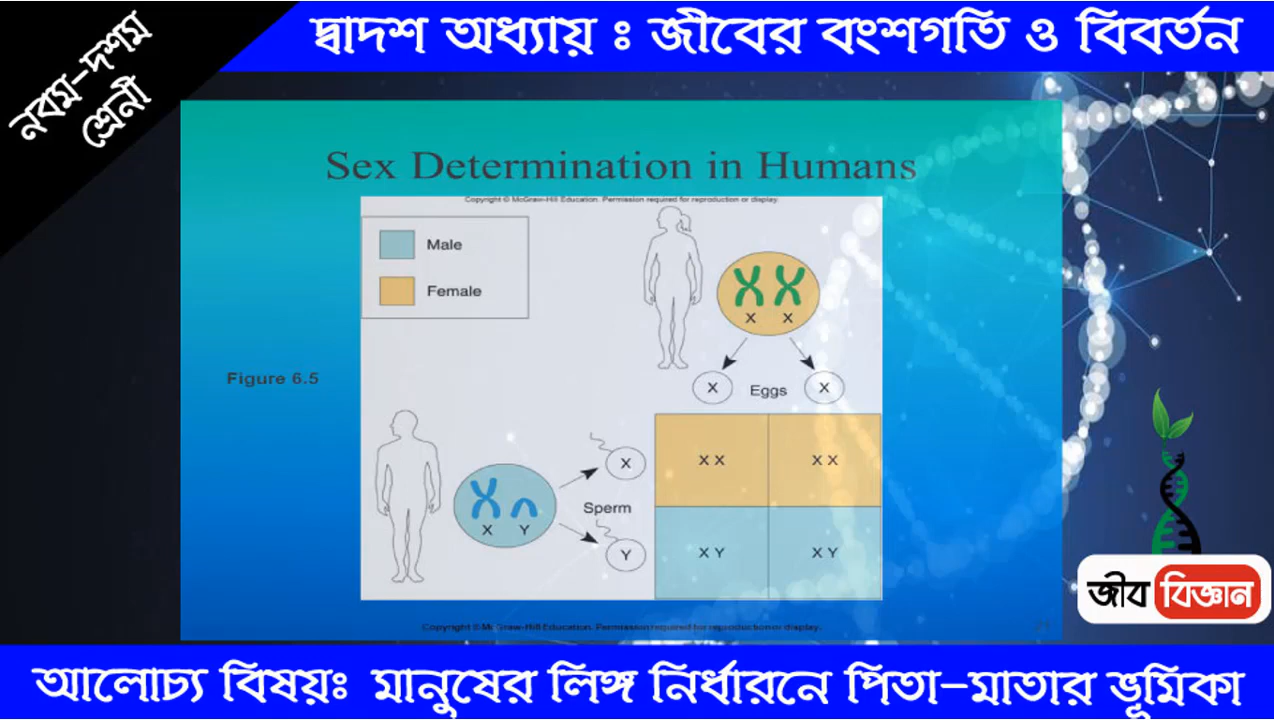 নবম-দশম
শ্রেনী
দ্বাদশ অধ্যায় ঃ জীবের বংশগতি ও বিবর্তন
Sex Determination in Humans
Copyright © McGraw-Hill Education. Permission required for reproduction or display.
Male
Female
X X
X Eggs X
Figure 6.5
X X X X
X
Sperm
X Y
Y
X Y X Y
জীব বিজ্ঞান
Copyright © McGraw-Hill Education. Permission required for reproduction or display.
আলোচ্য বিষয়ঃ মানুষের লিঙ্গ নির্ধারনে পিতা-মাতার ভূমিকা